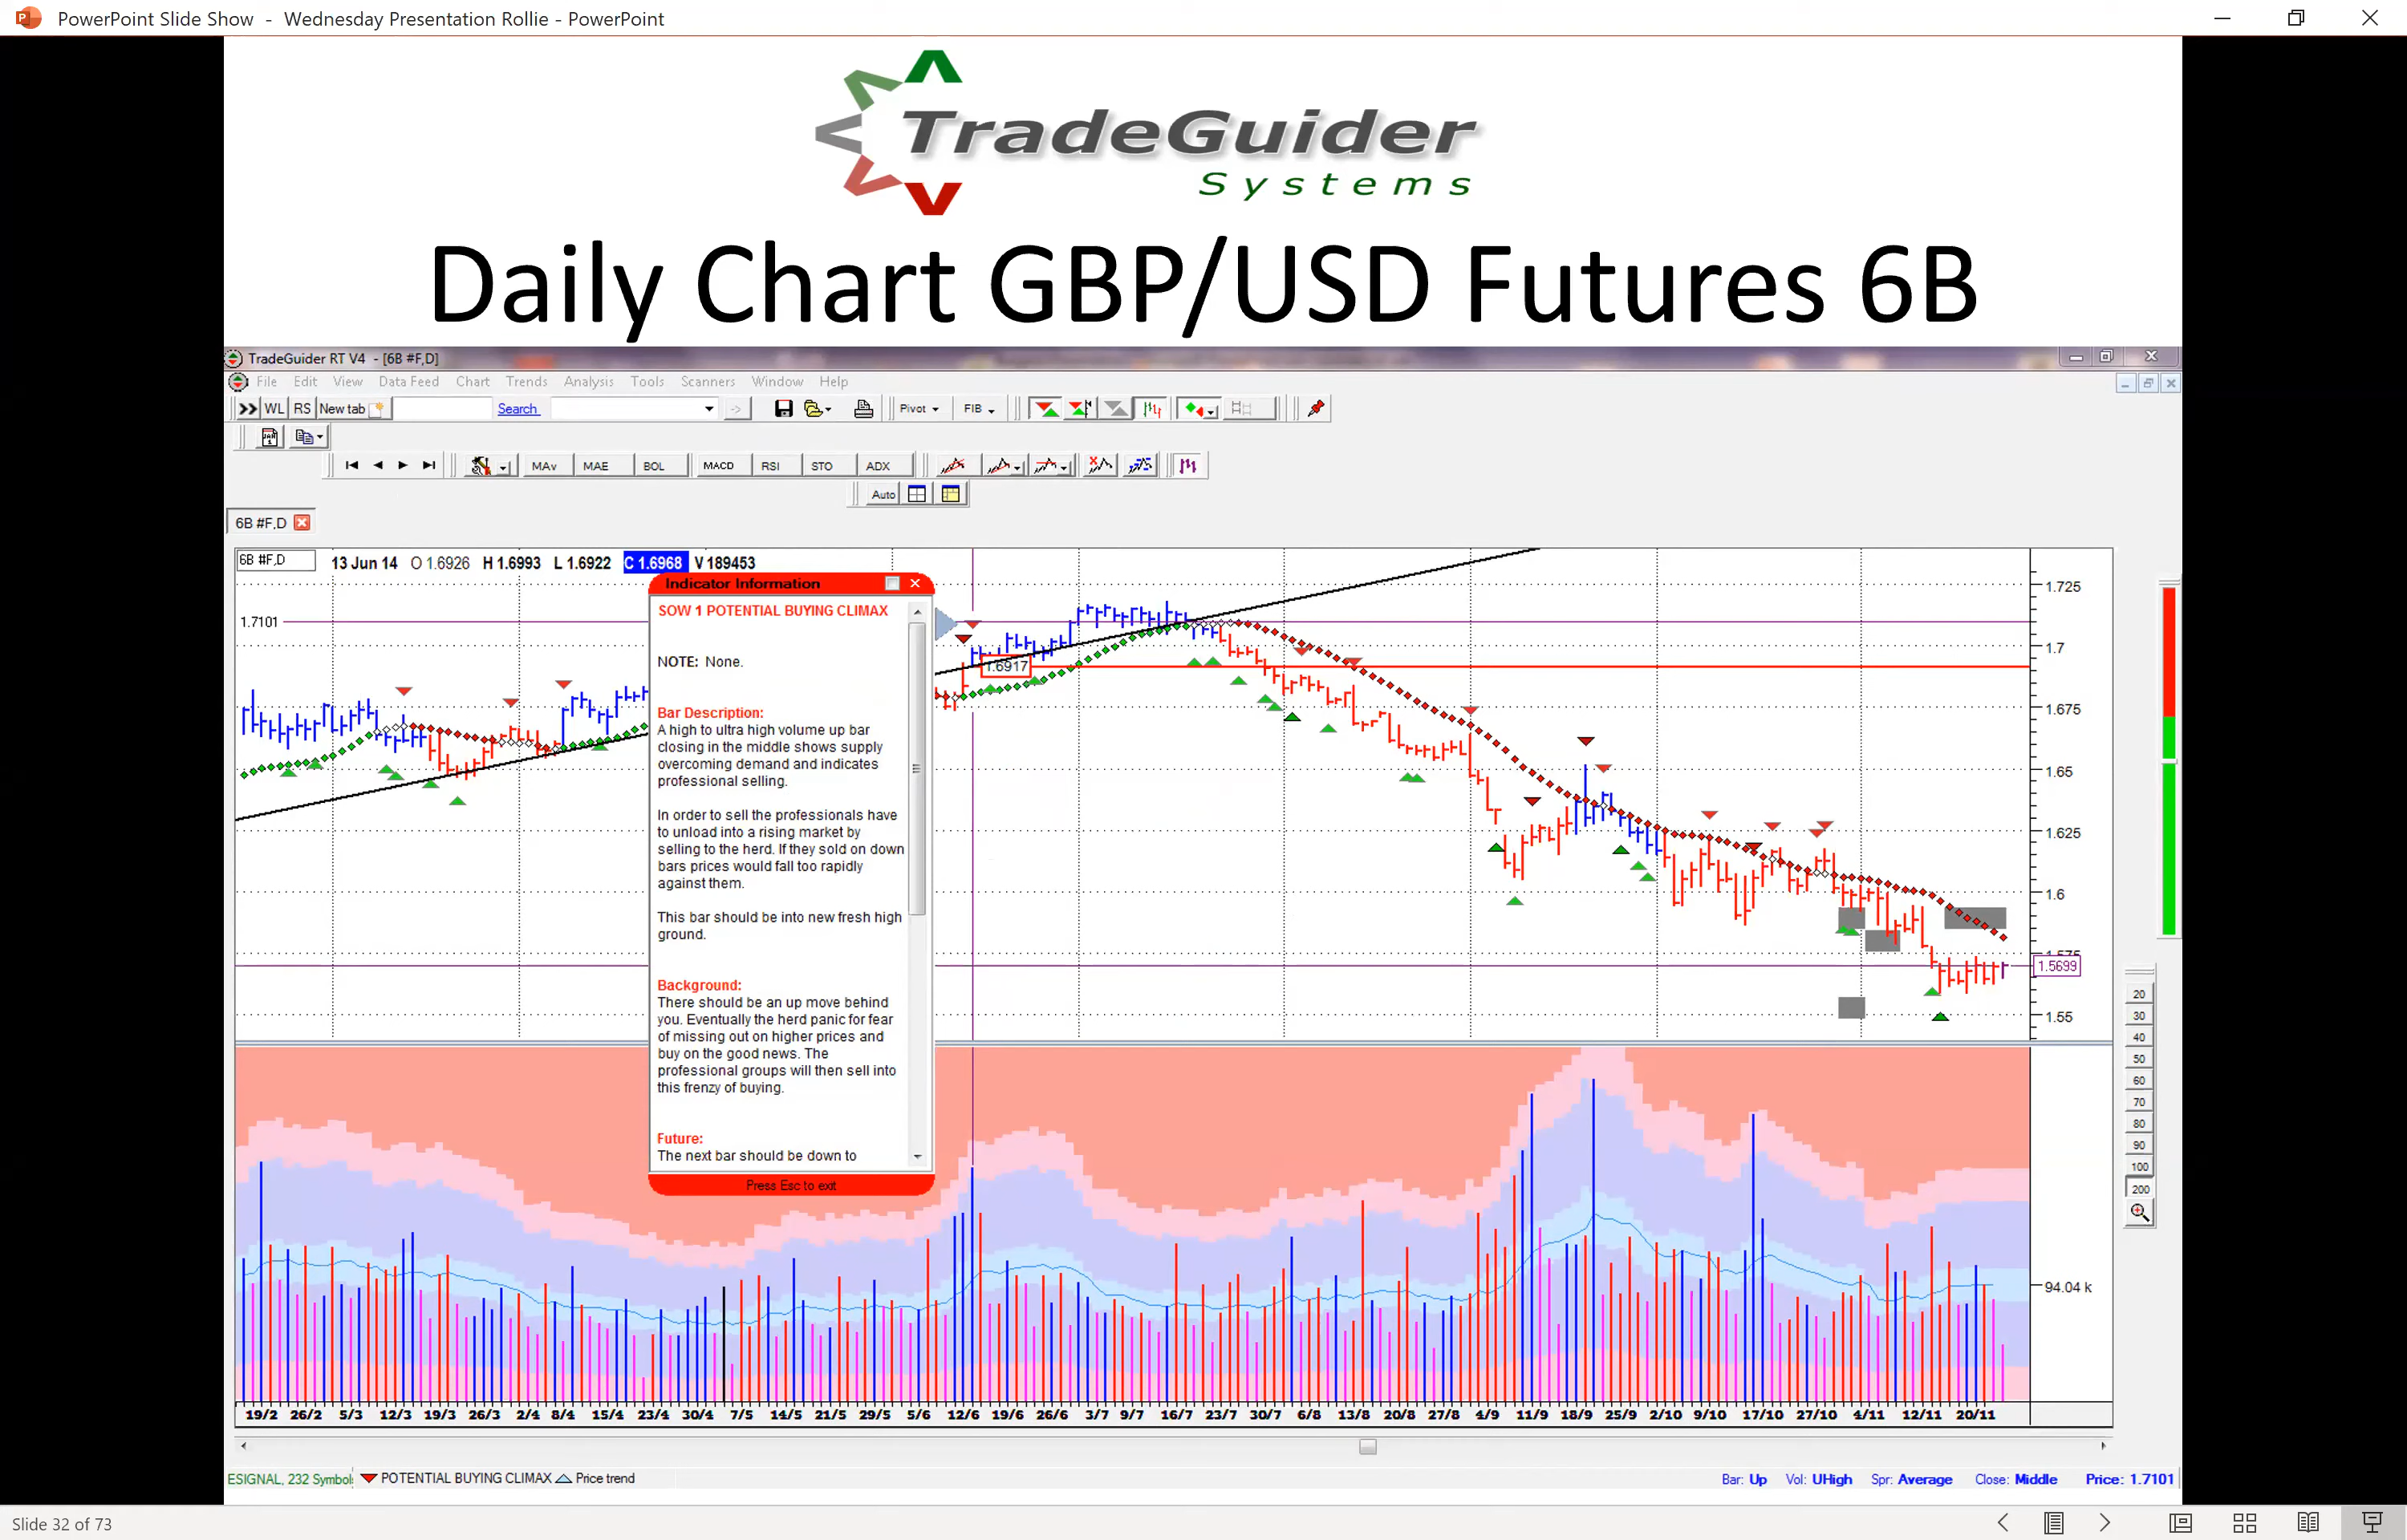 PowerPoint Slide Show - Wednesday Presentation Rollie - PowerPoint
TradeGuider
Systems
Daily Chart GBP/USD Futures 6B
TradeGuider RT V4 - [6B #F,D]
File Edit View Data Feed Chart Trends Analysis Tools Scanners Window Help
WL RS New tab Search Pivot FIB
MAv MAE BOL MACD RSI STO ADX
Auto
6B #F,D
6B #F,D 13 Jun 14 O 1.6926 H 1.6993 L 1.6922 C 1.6968 V 189453
Indicator Information
SOW 1 POTENTIAL BUYING CLIMAX
NOTE: None.
Bar Description:
A high to ultra high volume up bar
closing in the middle shows supply
overcoming demand and indicates
professional selling.
In order to sell the professionals have
to unload into a rising market by
selling to the herd. If they sold on down
bars prices would fall too rapidly
against them.
This bar should be into new fresh high
ground.
Background:
There should be an up move behind
you. Eventually the herd panic for fear
of missing out on higher prices and
buy on the good news. The
professional groups will then sell into
this frenzy of buying.
Future:
The next bar should be down to
Press Esc to exit
1.7101
1.6917
1.725
1.7
1.675
1.65
1.625
1.6
1.5699
1.55
20
30
40
50
60
70
80
90
100
200
94.04 k
19/2 26/2 5/3 12/3 19/3 26/3 2/4 8/4 15/4 23/4 30/4 7/5 14/5 21/5 29/5 5/6 12/6 19/6 26/6 3/7 9/7 16/7 23/7 30/7 6/8 13/8 20/8 27/8 4/9 11/9 18/9 25/9 2/10 9/10 17/10 27/10 4/11 12/11 20/11
ESIGNAL, 232 Symbols POTENTIAL BUYING CLIMAX Price trend
Bar: Up Vol: UHigh Spr: Average Close: Middle Price: 1.7101
Slide 32 of 73